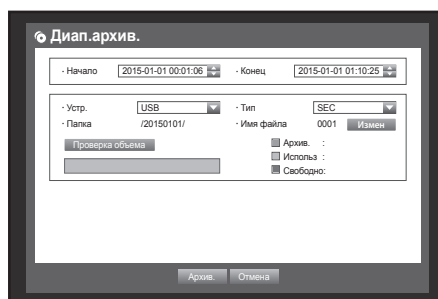 Диап.архив.
· Начало 2015-01-01 00:01:06 · Конец 2015-01-01 01:10:25
· Устр. USB · Тип SEC
· Папка /20150101/ · Имя файла 0001 Измен
Проверка объема Архив. :
Использ :
Свободно:
Архив. Отмена